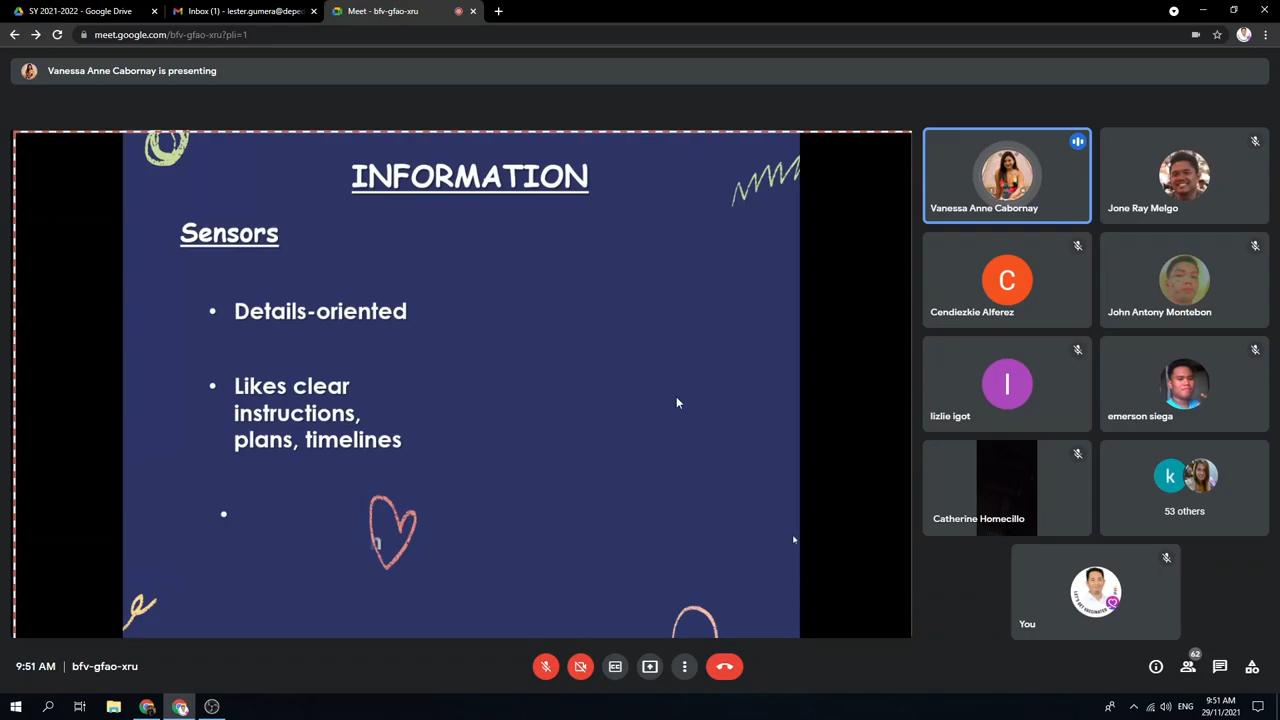 SY 2021-2022 - Google Drive
Inbox (1) - lester.gumera@deped
Meet - bfv-gfao-xru
meet.google.com/bfv-gfao-xru?pli=1
Vanessa Anne Cabornay is presenting
INFORMATION
Sensors
• Details-oriented
• Likes clear
instructions,
plans, timelines
•
n
Vanessa Anne Cabornay
Jone Ray Melgo
C
Cendiezkie Alferez
John Antony Montebon
l
lizlie igot
emerson siega
Catherine Homecillo
k
53 others
You
9:51 AM | bfv-gfao-xru
62
ENG
9:51 AM
29/11/2021